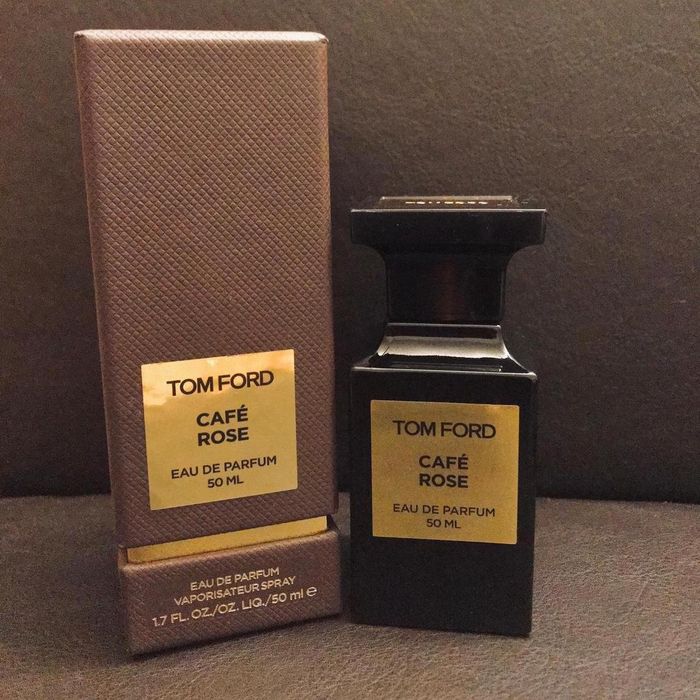 TOM FORD
CAFÉ
ROSE
EAU DE PARFUM
50 ML
EAU DE PARFUM
VAPORISATEUR SPRAY
1.7 FL. OZ./OZ. LIQ./50 ml e
TOM FORD
CAFÉ
ROSE
EAU DE PARFUM
50 ML